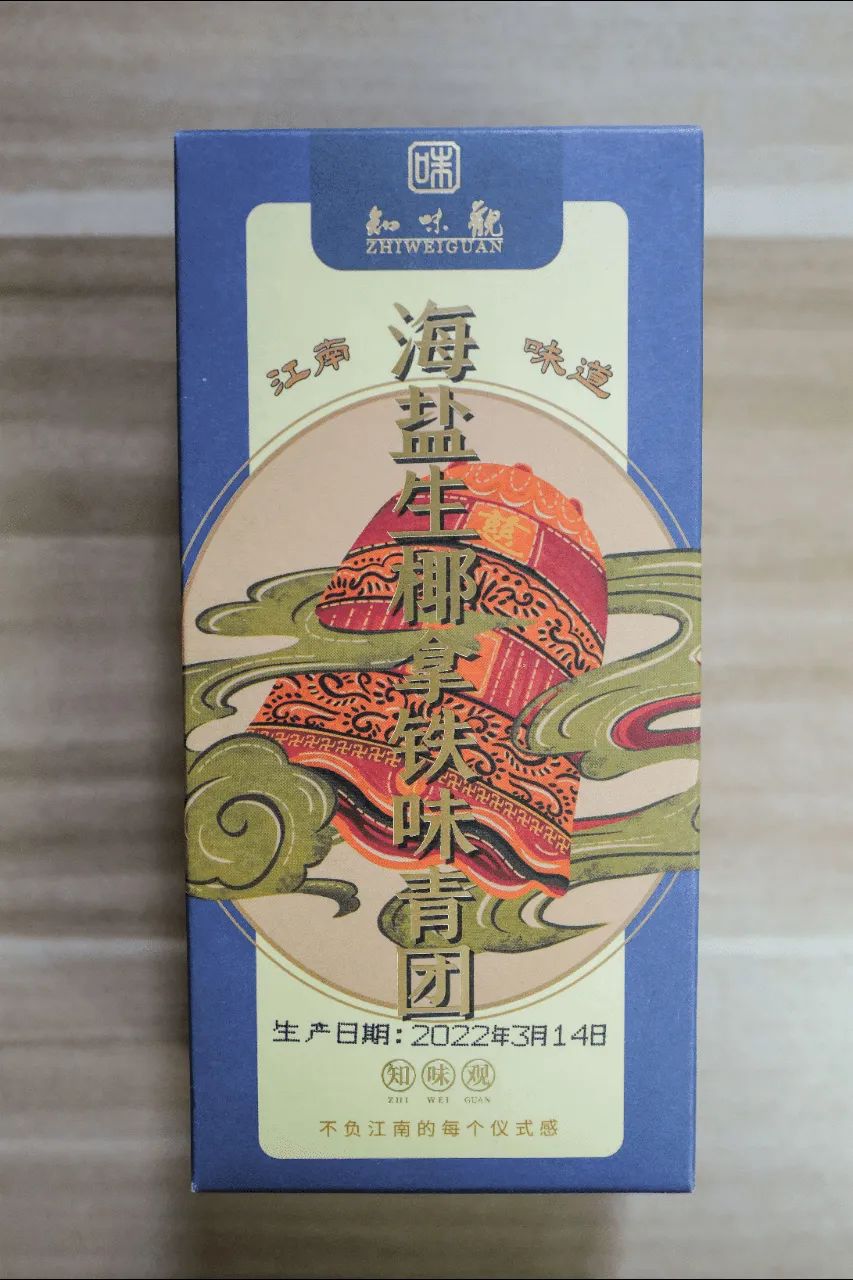 味
知味觀
ZHIWEIGUAN
江南
味道
海盐生椰拿铁味青团
慈
生产日期:2022年3月14日
知味观
ZHI WEI GUAN
不负江南的每个仪式感